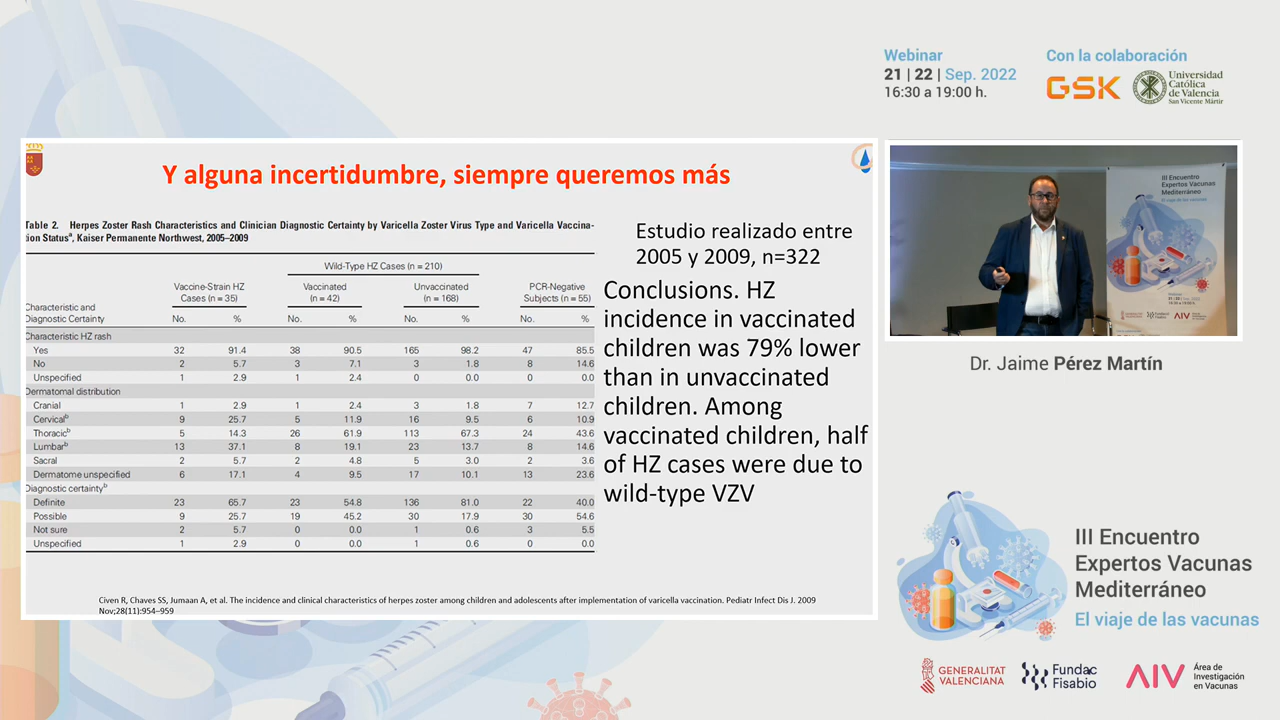 Webinar
21 | 22 | Sep. 2022
16:30 a 19:00 h.
Con la colaboración
GSK
Universidad
Católica
de Valencia
San Vicente Mártir
Y alguna incertidumbre, siempre queremos más
Table 2. Herpes Zoster Rash Characteristics and Clinician Diagnostic Certainty by Varicella Zoster Virus Type and Varicella Vaccina-
tion Statusª, Kaiser Permanente Northwest, 2005–2009
Wild-Type HZ Cases (n = 210)
Vaccine-Strain HZ Cases (n = 35) Vaccinated (n = 42) Unvaccinated (n = 168) PCR-Negative Subjects (n = 55)
Characteristic and
Diagnostic Certainty No. % No. % No. % No. %
Characteristic HZ rash
Yes 32 91.4 38 90.5 165 98.2 47 85.5
No 2 5.7 3 7.1 3 1.8 8 14.6
Unspecified 1 2.9 1 2.4 0 0.0 0 0.0
Dermatomal distribution
Cranial 1 2.9 1 2.4 3 1.8 7 12.7
Cervicalᵇ 9 25.7 5 11.9 16 9.5 6 10.9
Thoracicᵇ 5 14.3 26 61.9 113 67.3 24 43.6
Lumbarᵇ 13 37.1 8 19.1 23 13.7 8 14.6
Sacral 2 5.7 2 4.8 5 3.0 2 3.6
Dermatome unspecified 6 17.1 4 9.5 17 10.1 13 23.6
Diagnostic certaintyᵇ
Definite 23 65.7 23 54.8 136 81.0 22 40.0
Possible 9 25.7 19 45.2 30 17.9 30 54.6
Not sure 2 5.7 0 0.0 1 0.6 3 5.5
Unspecified 1 2.9 0 0.0 1 0.6 0 0.0
Estudio realizado entre
2005 y 2009, n=322
Conclusions. HZ
incidence in vaccinated
children was 79% lower
than in unvaccinated
children. Among
vaccinated children, half
of HZ cases were due to
wild-type VZV
Civen R, Chaves SS, Jumaan A, et al. The incidence and clinical characteristics of herpes zoster among children and adolescents after implementation of varicella vaccination. Pediatr Infect Dis J. 2009
Nov;28(11):954–959
III Encuentro
Expertos Vacunas
Mediterráneo
El viaje de las vacunas
Dr. Jaime Pérez Martín
III Encuentro
Expertos Vacunas
Mediterráneo
El viaje de las vacunas
GENERALITAT
VALENCIANA
Fundac
Fisabio
AIV
Área de
Investigación
en Vacunas